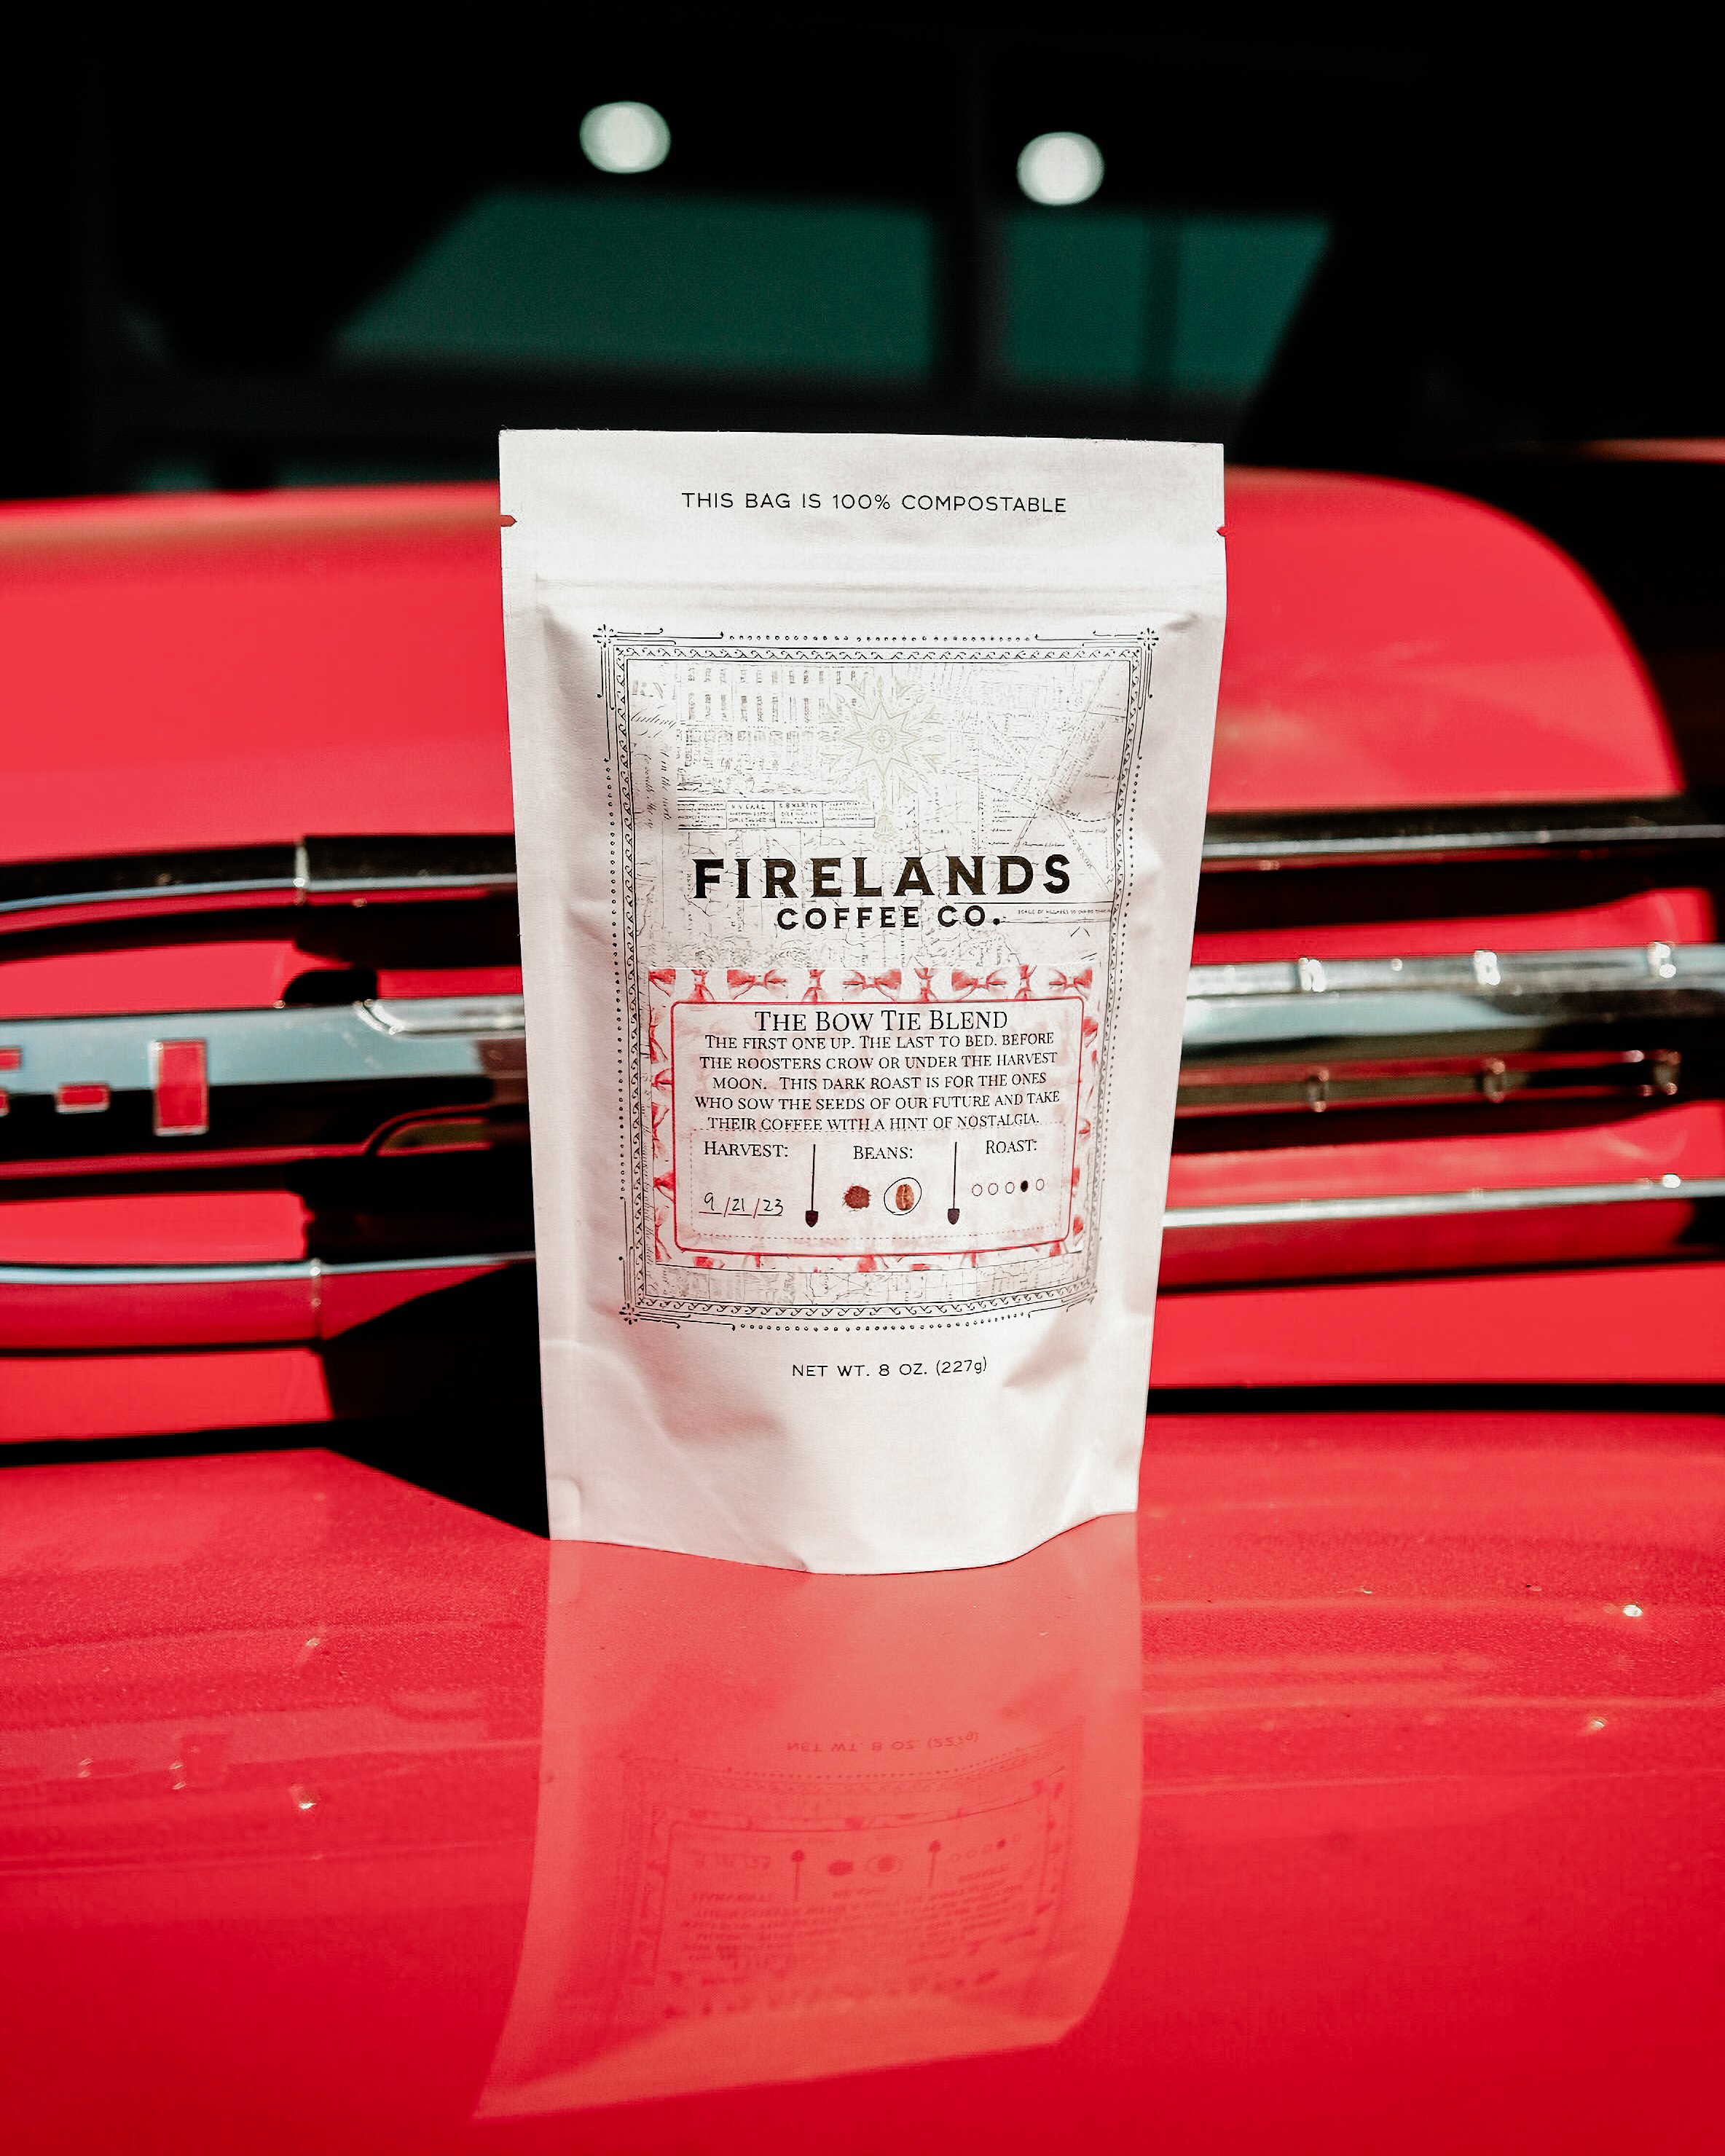 THIS BAG IS 100% COMPOSTABLE
FIRELANDS
COFFEE CO.
THE BOW TIE BLEND
THE FIRST ONE UP. THE LAST TO BED. BEFORE
THE ROOSTERS CROW OR UNDER THE HARVEST
MOON. THIS DARK ROAST IS FOR THE ONES
WHO SOW THE SEEDS OF OUR FUTURE AND TAKE
THEIR COFFEE WITH A HINT OF NOSTALGIA.
HARVEST: BEANS: ROAST:
9/21/23
NET WT. 8 OZ. (227g)